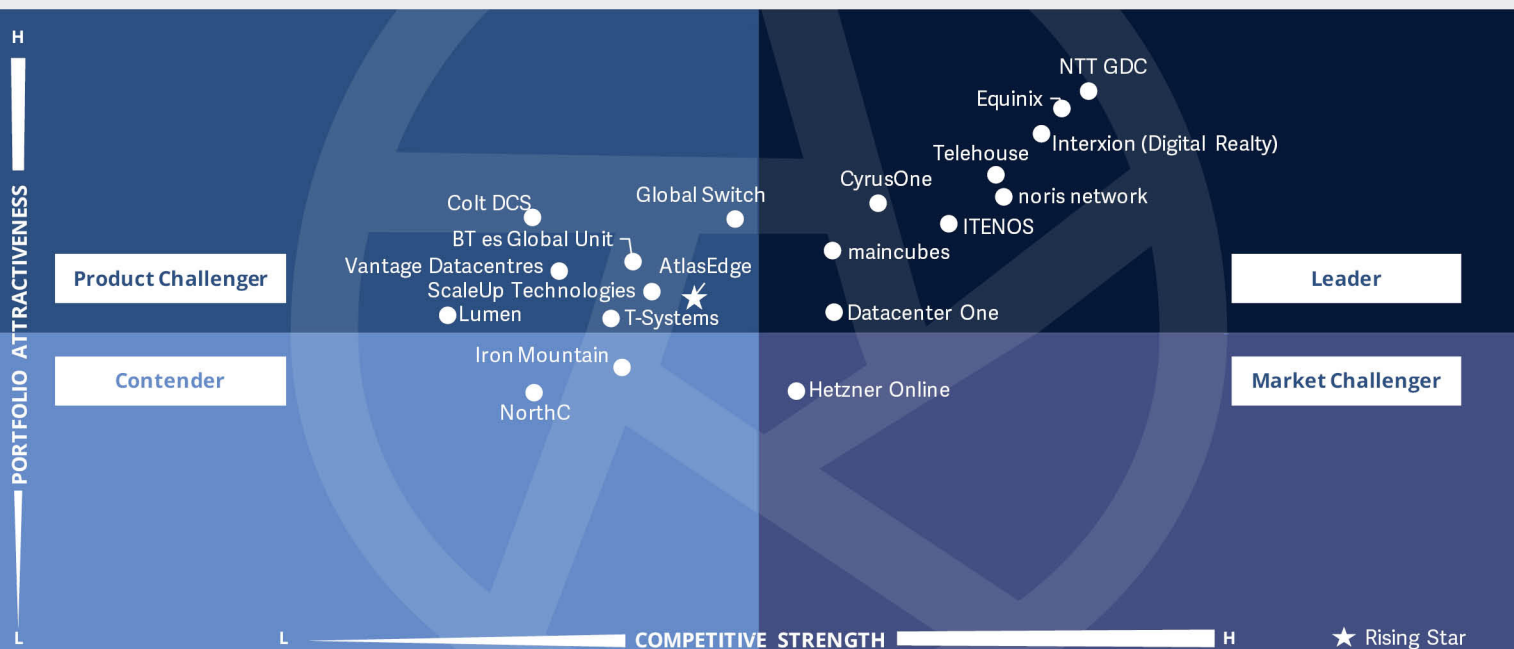 H
NTT GDC
Equinix
Interxion (Digital Realty)
Telehouse
CyrusOne
Global Switch
Colt DCS
noris network
ITENOS
BT es Global Unit
maincubes
Vantage Datacentres
AtlasEdge
Product Challenger
Leader
ScaleUp Technologies
Lumen
T-Systems
Datacenter One
PORTFOLIO ATTRACTIVENESS
Iron Mountain
Contender
Market Challenger
Hetzner Online
NorthC
L
L
COMPETITIVE STRENGTH
H
Rising Star